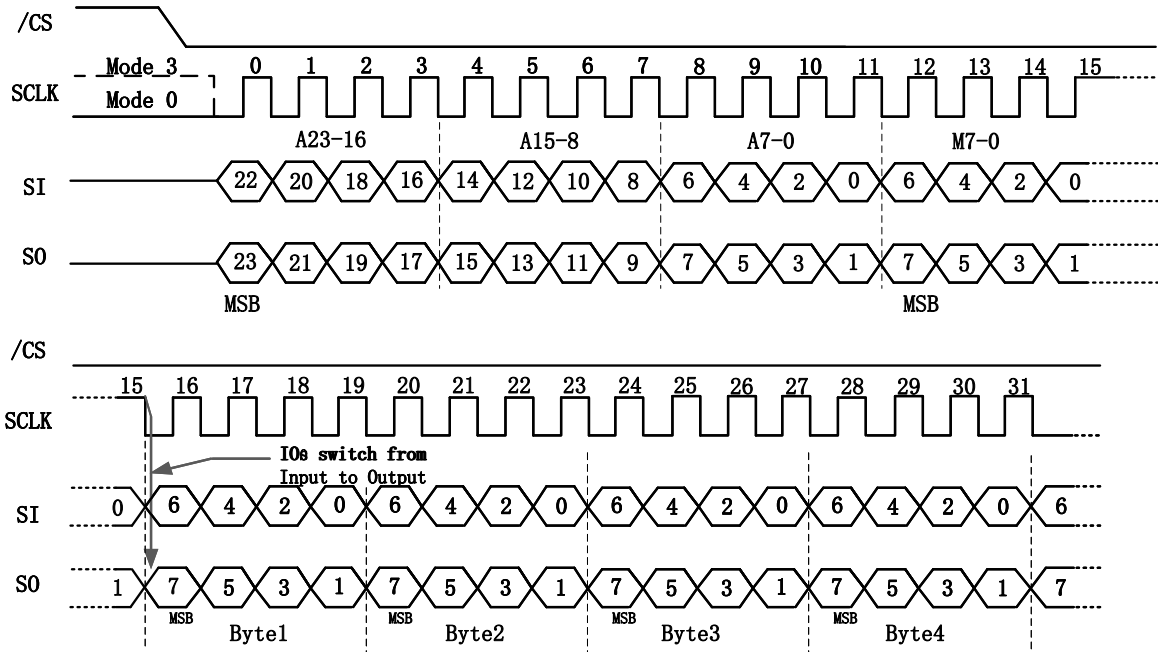 /CS
Mode 3 0 1 2 3 4 5 6 7 8 9 10 11 12 13 14 15
SCLK
Mode 0
A23-16 A15-8 A7-0 M7-0
SI 22 20 18 16 14 12 10 8 6 4 2 0 6 4 2 0
SO 23 21 19 17 15 13 11 9 7 5 3 1 7 5 3 1
MSB MSB
/CS
15 16 17 18 19 20 21 22 23 24 25 26 27 28 29 30 31
SCLK
IOs switch from
Input to Output
SI 0 6 4 2 0 6 4 2 0 6 4 2 0 6 4 2 0 6
SO 1 7 5 3 1 7 5 3 1 7 5 3 1 7 5 3 1 7
MSB MSB MSB MSB
Byte1 Byte2 Byte3 Byte4